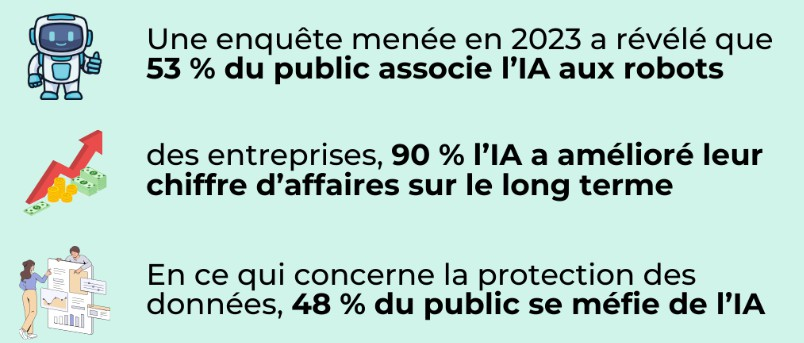 Une enquête menée en 2023 a révélé que
53 % du public associe l’IA aux robots
des entreprises, 90 % l’IA a amélioré leur
chiffre d’affaires sur le long terme
En ce qui concerne la protection des
données, 48 % du public se méfie de l’IA